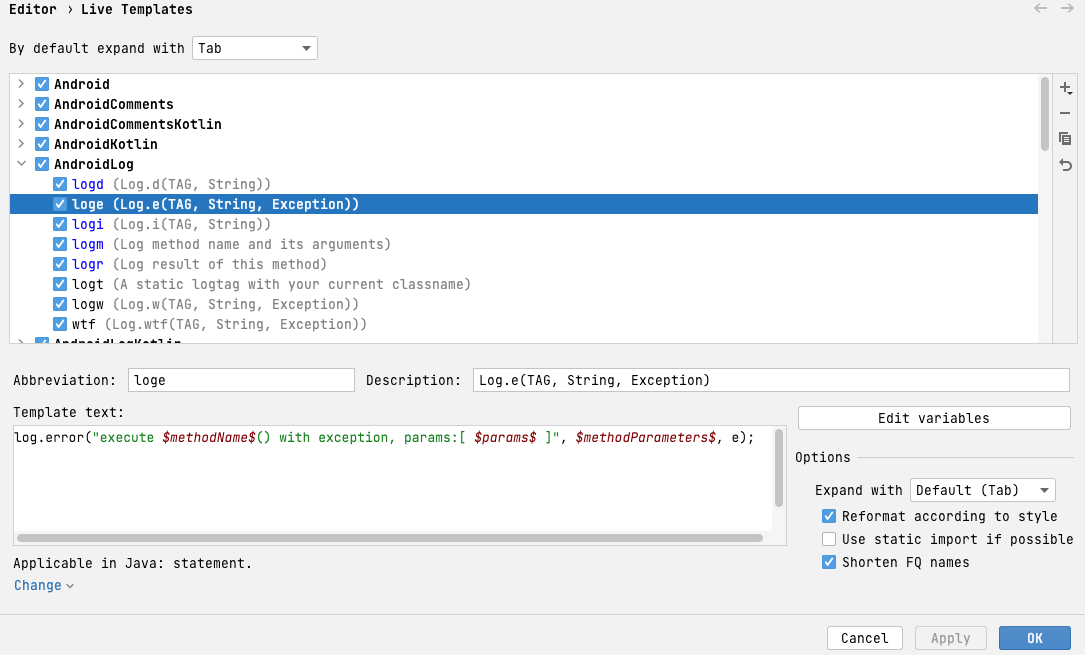 Editor › Live Templates
By default expand with Tab
Android
AndroidComments
AndroidCommentsKotlin
AndroidKotlin
AndroidLog
logd (Log.d(TAG, String))
loge (Log.e(TAG, String, Exception))
logi (Log.i(TAG, String))
logm (Log method name and its arguments)
logr (Log result of this method)
logt (A static logtag with your current classname)
logw (Log.w(TAG, String, Exception))
wtf (Log.wtf(TAG, String, Exception))
AndroidLogKotlin
Abbreviation: loge Description: Log.e(TAG, String, Exception)
Template text:
Edit variables
log.error("execute $methodName$() with exception, params:[ $params$ ]", $methodParameters$, e);
Options
Expand with Default (Tab)
Reformat according to style
Use static import if possible
Shorten FQ names
Applicable in Java: statement.
Change
Cancel Apply OK